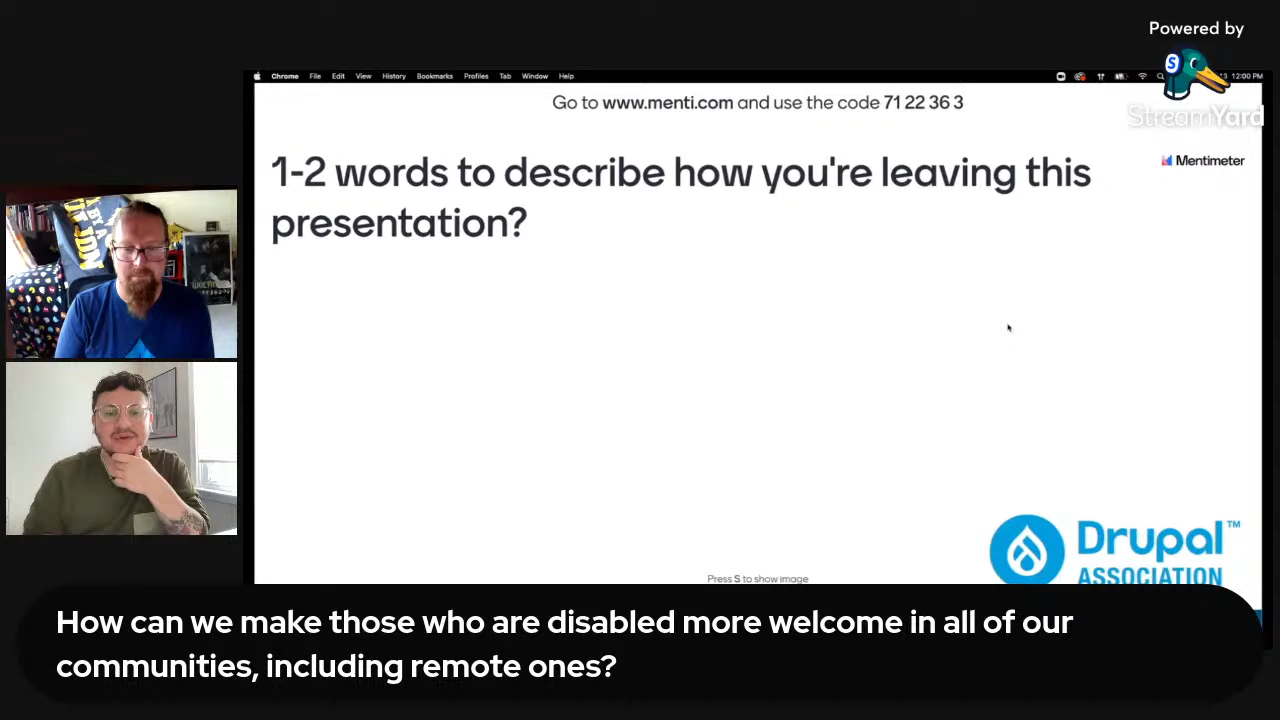 Powered by
StreamYard
Chrome File Edit View History Bookmarks Profiles Tab Window Help
12:00 PM
Go to www.menti.com and use the code 71 22 36 3
Mentimeter
1-2 words to describe how you're leaving this
presentation?
Drupal™
ASSOCIATION
Press S to show image
How can we make those who are disabled more welcome in all of our
communities, including remote ones?